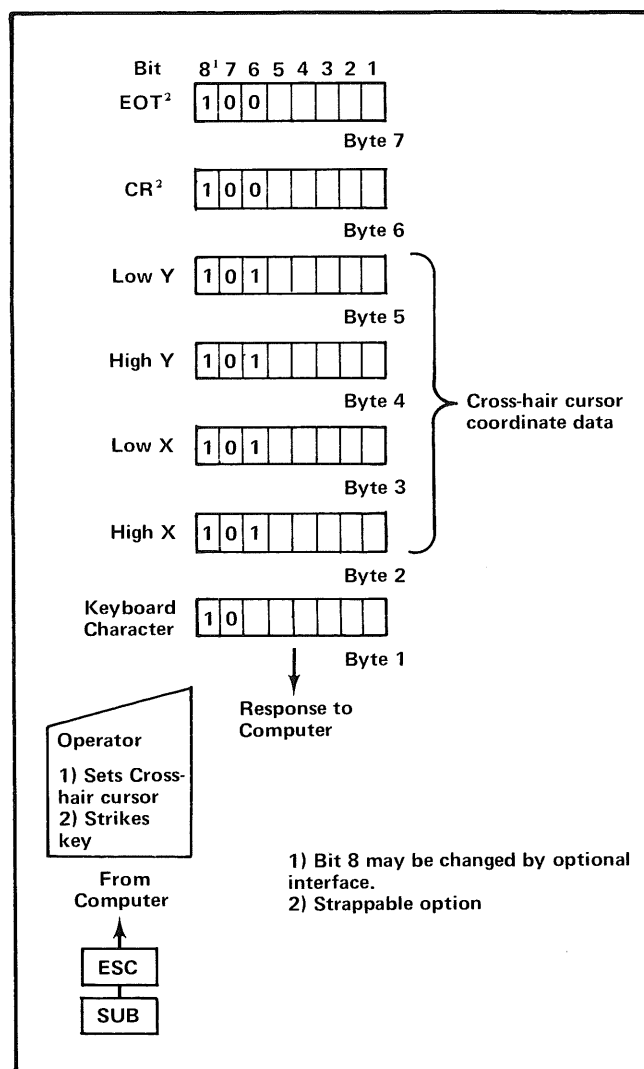 Bit 8¹ 7 6 5 4 3 2 1
EOT² 1 0 0
Byte 7
CR² 1 0 0
Byte 6
Low Y 1 0 1
Byte 5
High Y 1 0 1
Byte 4
Cross-hair cursor
coordinate data
Low X 1 0 1
Byte 3
High X 1 0 1
Byte 2
Keyboard
Character 1 0
Byte 1
Response to
Computer
Operator
1) Sets Cross-
hair cursor
2) Strikes
key
From
Computer
ESC
SUB
1) Bit 8 may be changed by optional
interface.
2) Strappable option